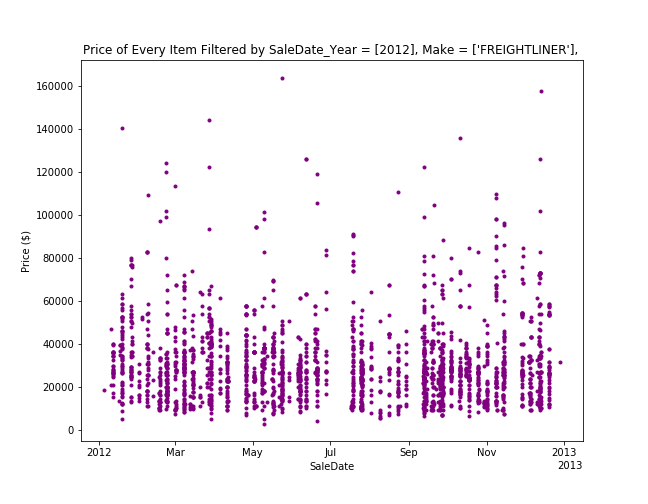 Price of Every Item Filtered by SaleDate_Year = [2012], Make = ['FREIGHTLINER'],
160000
140000
120000
100000
80000
60000
40000
20000
0
Price ($)
2012 Mar May Jul Sep Nov 2013
2013
SaleDate